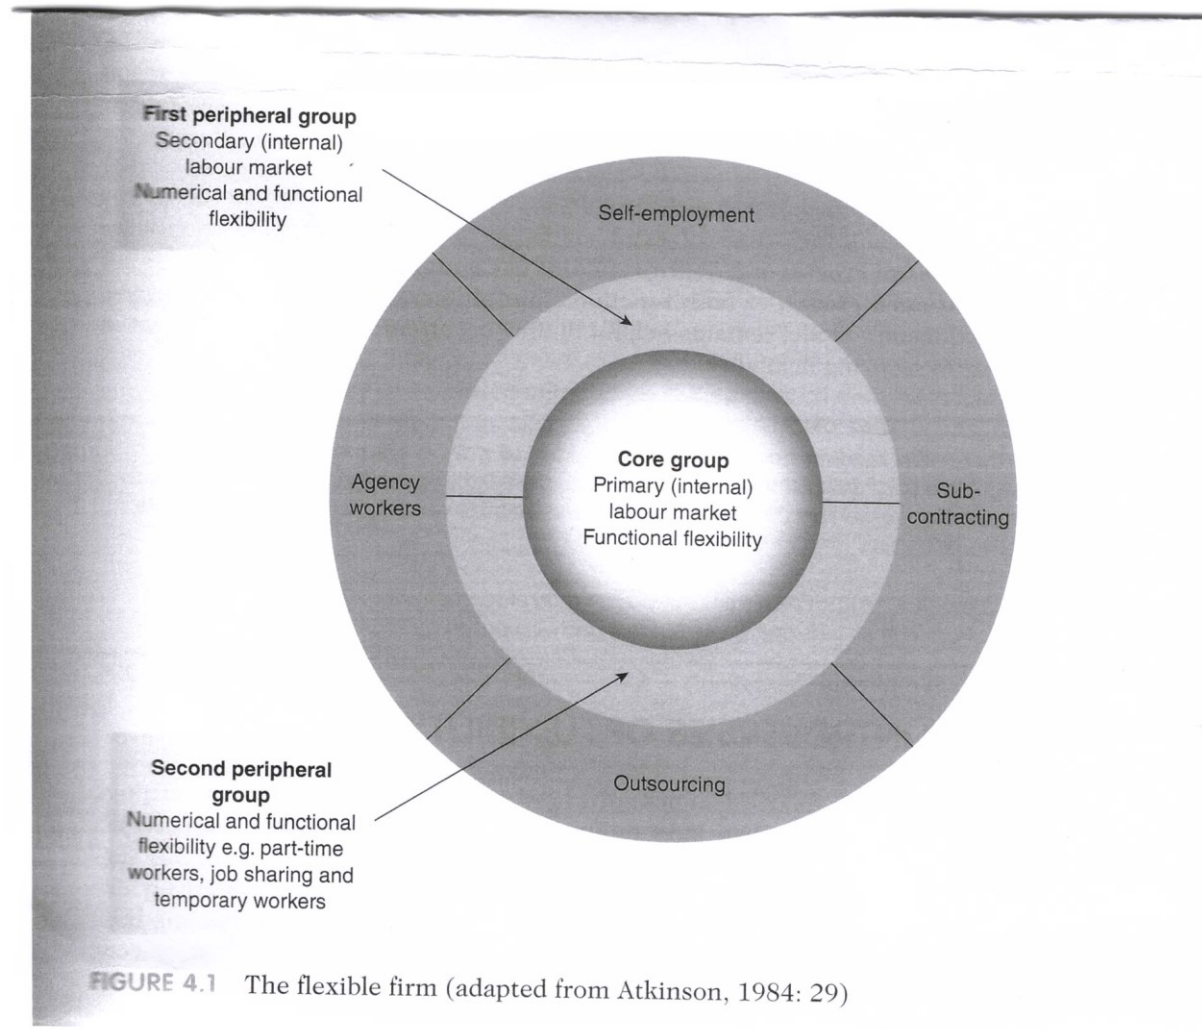 First peripheral group
Secondary (internal)
labour market
Numerical and functional
flexibility
Self-employment
Agency
workers
Core group
Primary (internal)
labour market
Functional flexibility
Sub-
contracting
Second peripheral
group
Numerical and functional
flexibility e.g. part-time
workers, job sharing and
temporary workers
Outsourcing
FIGURE 4.1 The flexible firm (adapted from Atkinson, 1984: 29)